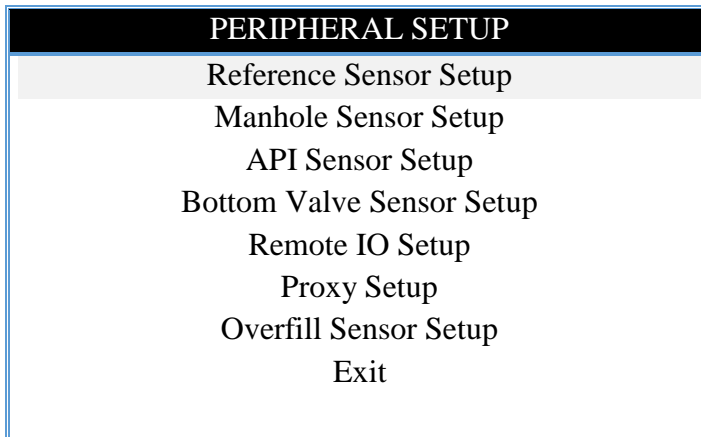 PERIPHERAL SETUP
Reference Sensor Setup
Manhole Sensor Setup
API Sensor Setup
Bottom Valve Sensor Setup
Remote IO Setup
Proxy Setup
Overfill Sensor Setup
Exit